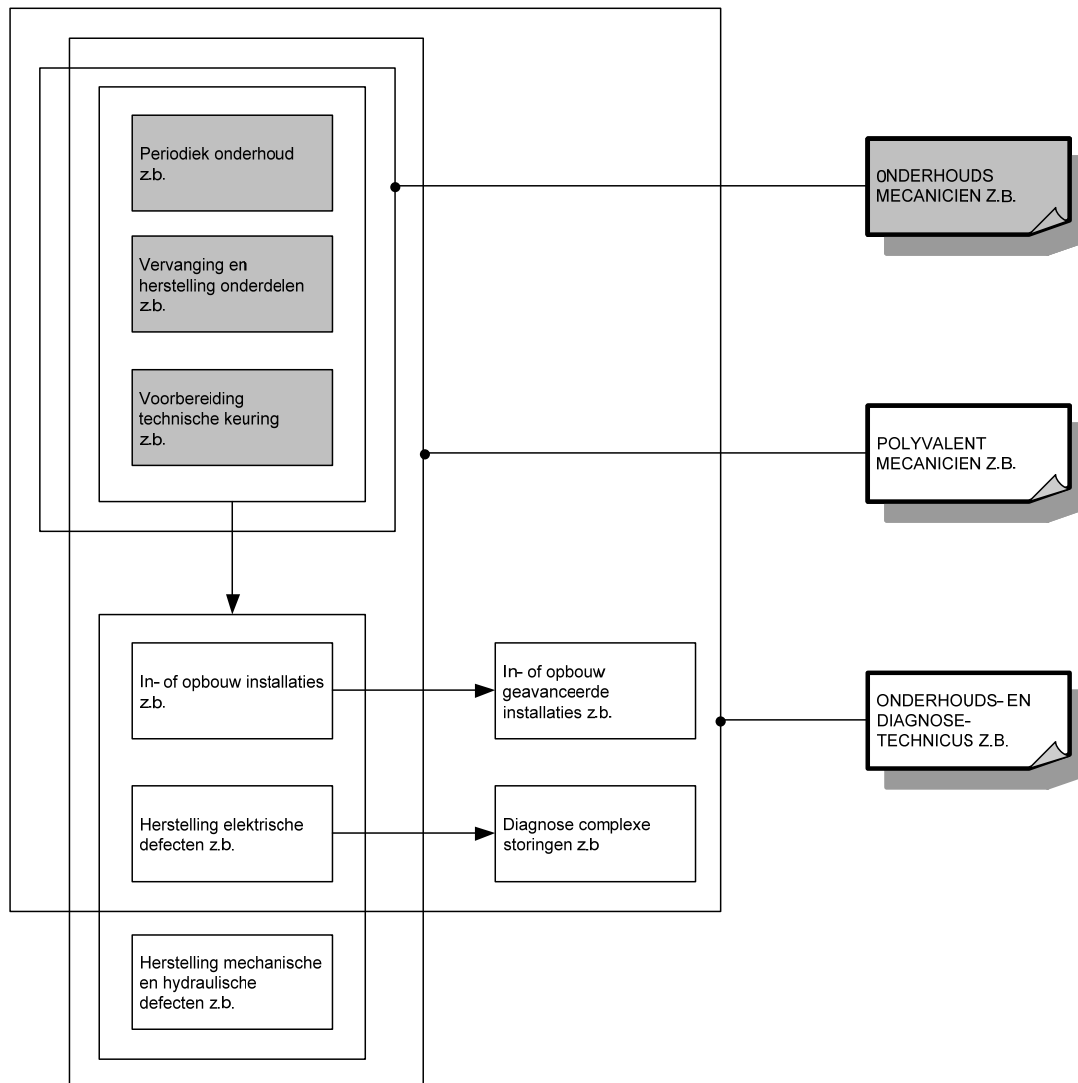 Periodiek onderhoud
z.b.
Vervanging en
herstelling onderdelen
z.b.
Voorbereiding
technische keuring
z.b.
In- of opbouw installaties
z.b.
Herstelling elektrische
defecten z.b.
Herstelling mechanische
en hydraulische
defecten z.b.
In- of opbouw
geavanceerde
installaties z.b.
Diagnose complexe
storingen z.b
ONDERHOUDS
MECANICIEN Z.B.
POLYVALENT
MECANICIEN Z.B.
ONDERHOUDS- EN
DIAGNOSE-
TECHNICUS Z.B.